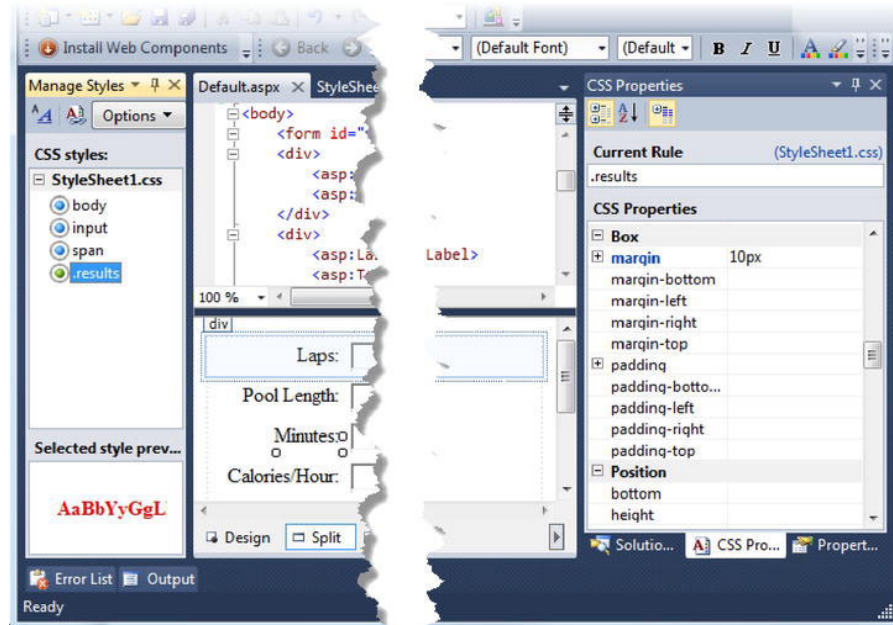 Install Web Components
Back
(Default Font)
(Default
B I U A
Manage Styles
Options
CSS styles:
StyleSheet1.css
body
input
span
.results
Selected style prev...
AaBbYyGgL
Default.aspx
StyleShee
<body>
<form id="
<div>
<asp:
<asp:
</div>
<div>
<asp:La Label>
<asp:T
100 %
div
Laps:
Pool Length:
Minutes:
Calories/Hour:
Design
Split
CSS Properties
Current Rule (StyleSheet1.css)
.results
CSS Properties
Box
margin 10px
margin-bottom
margin-left
margin-right
margin-top
padding
padding-botto...
padding-left
padding-right
padding-top
Position
bottom
height
Solutio... CSS Pro... Propert...
Error List Output
Ready